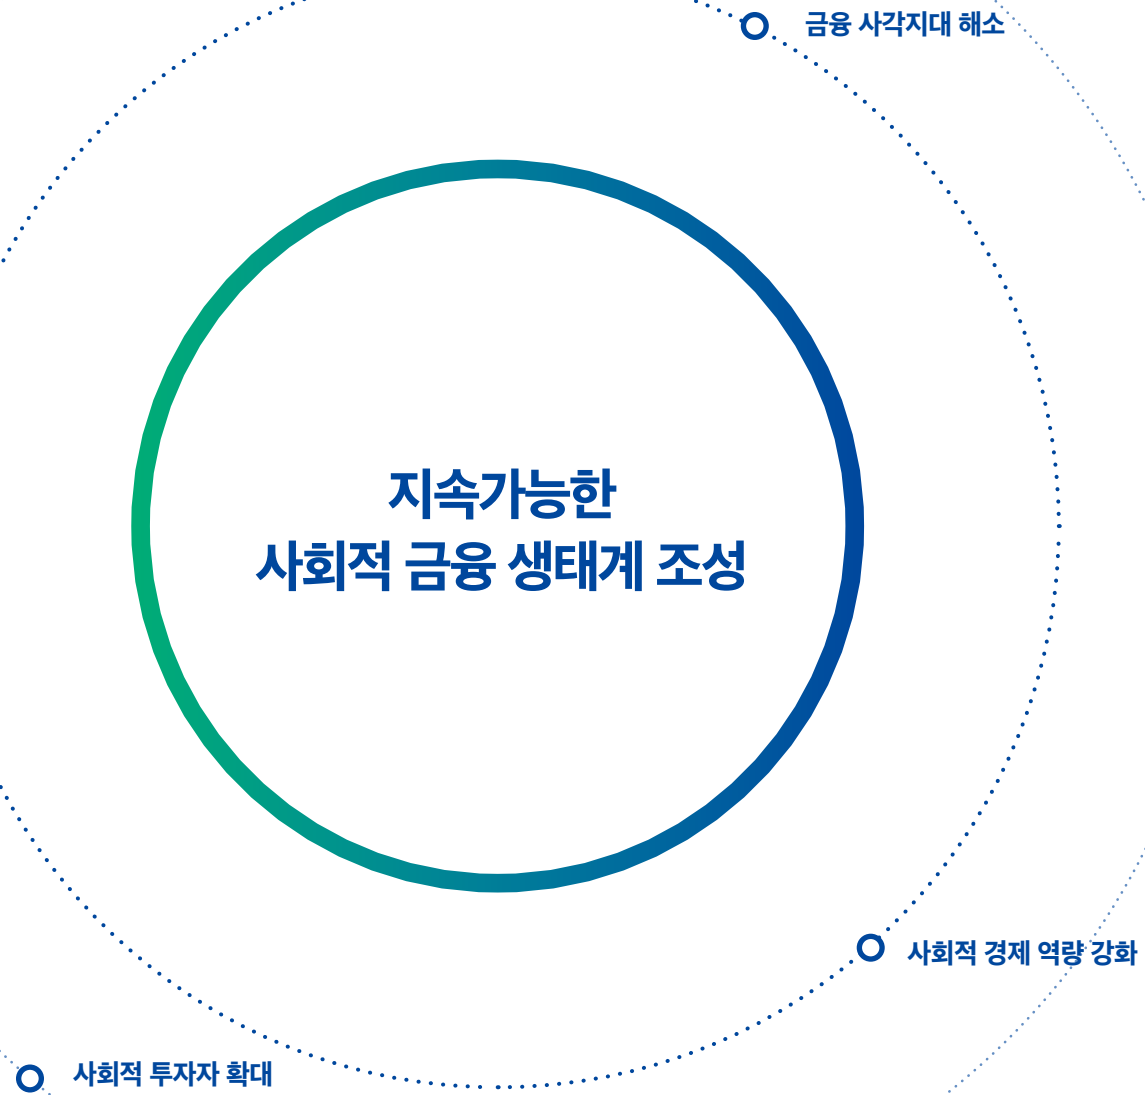 금융 사각지대 해소
지속가능한
사회적 금융 생태계 조성
사회적 경제 역량 강화
사회적 투자자 확대